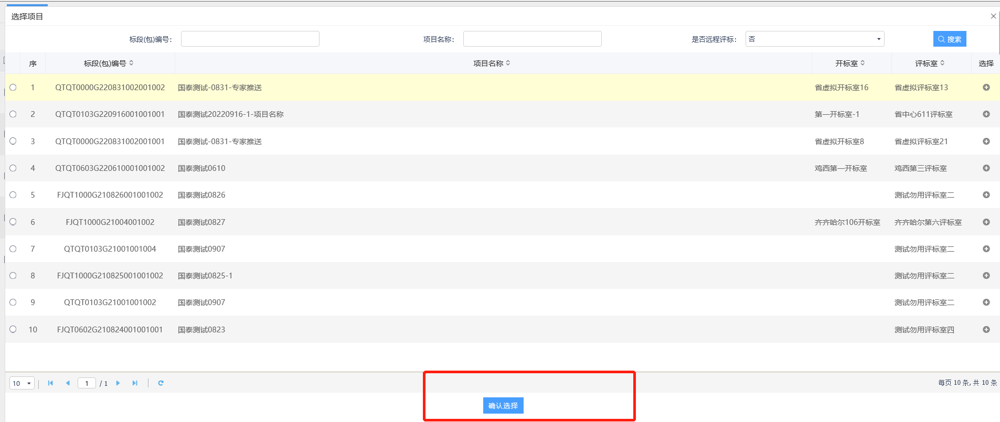 选择项目
标段(包)编号: 项目名称: 是否远程评标: 否 搜索
序 标段(包)编号 项目名称 开标室 评标室 选择
1 QTQT0000G220831002001002 国泰测试-0831-专家推送 省虚拟开标室16 省虚拟评标室13
2 QTQT0103G220916001001001 国泰测试20220916-1-项目名称 第一开标室-1 省中心611评标室
3 QTQT0000G220831002001001 国泰测试-0831-专家推送 省虚拟开标室8 省虚拟评标室21
4 QTQT0603G220610001001002 国泰测试0610 鸡西第一开标室 鸡西第三评标室
5 FJQT1000G210826001001002 国泰测试0826 测试勿用评标室二
6 FJQT1000G21004001002 国泰测试0827 齐齐哈尔106开标室 齐齐哈尔第六评标室
7 QTQT0103G21001001004 国泰测试0907 测试勿用评标室二
8 FJQT1000G210825001001002 国泰测试0825-1 测试勿用评标室二
9 QTQT0103G21001001002 国泰测试0907 测试勿用评标室二
10 FJQT0602G210824001001001 国泰测试0823 测试勿用评标室四
10 1 / 1 每页 10 条, 共 10 条
确认选择